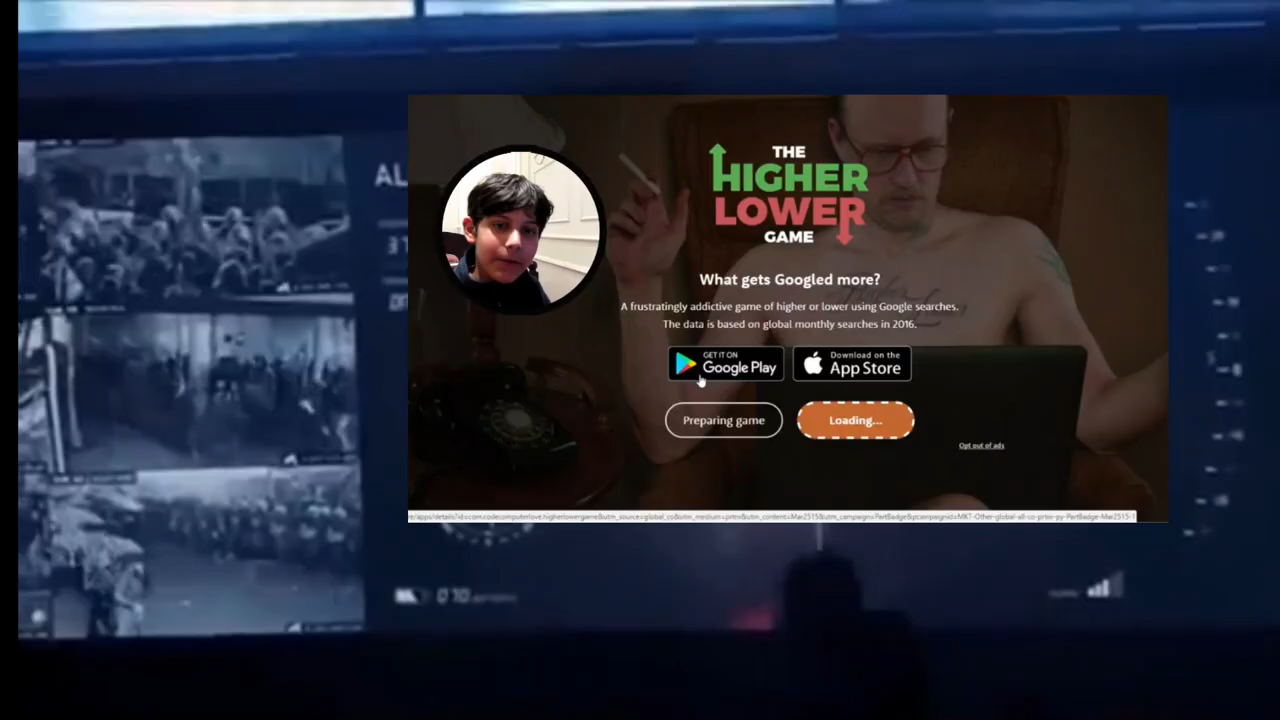 THE
HIGHER
LOWER
GAME
What gets Googled more?
A frustratingly addictive game of higher or lower using Google searches.
The data is based on global monthly searches in 2016.
GET IT ON
Google Play
Download on the
App Store
Preparing game
Loading...
Opt out of ads
AL